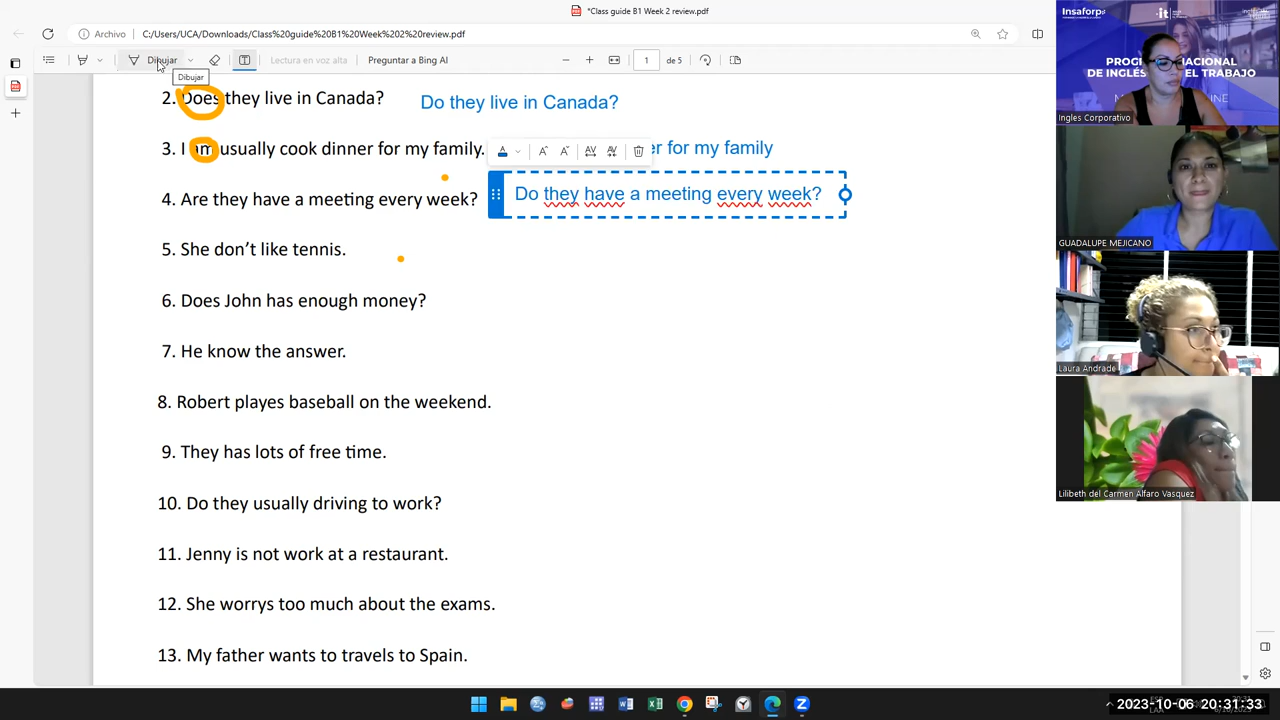 *Class guide B1 Week 2 review.pdf
Archivo
C:/Users/UCA/Downloads/Class%20guide%20B1%20Week%202%20review.pdf
Dibujar
Lectura en voz alta
Preguntar a Bing AI
1
de 5
Dibujar
2. Does they live in Canada?
Do they live in Canada?
3. I am usually cook dinner for my family.
er for my family
4. Are they have a meeting every week?
Do they have a meeting every week?
5. She don't like tennis.
6. Does John has enough money?
7. He know the answer.
8. Robert playes baseball on the weekend.
9. They has lots of free time.
10. Do they usually driving to work?
11. Jenny is not work at a restaurant.
12. She worrys too much about the exams.
13. My father wants to travels to Spain.
Insaforp
Ingles Corporativo
GUADALUPE MEJICANO
Laura Andrade
Lilibeth del Carmen Alfaro Vasquez
2023-10-06 20:31:33